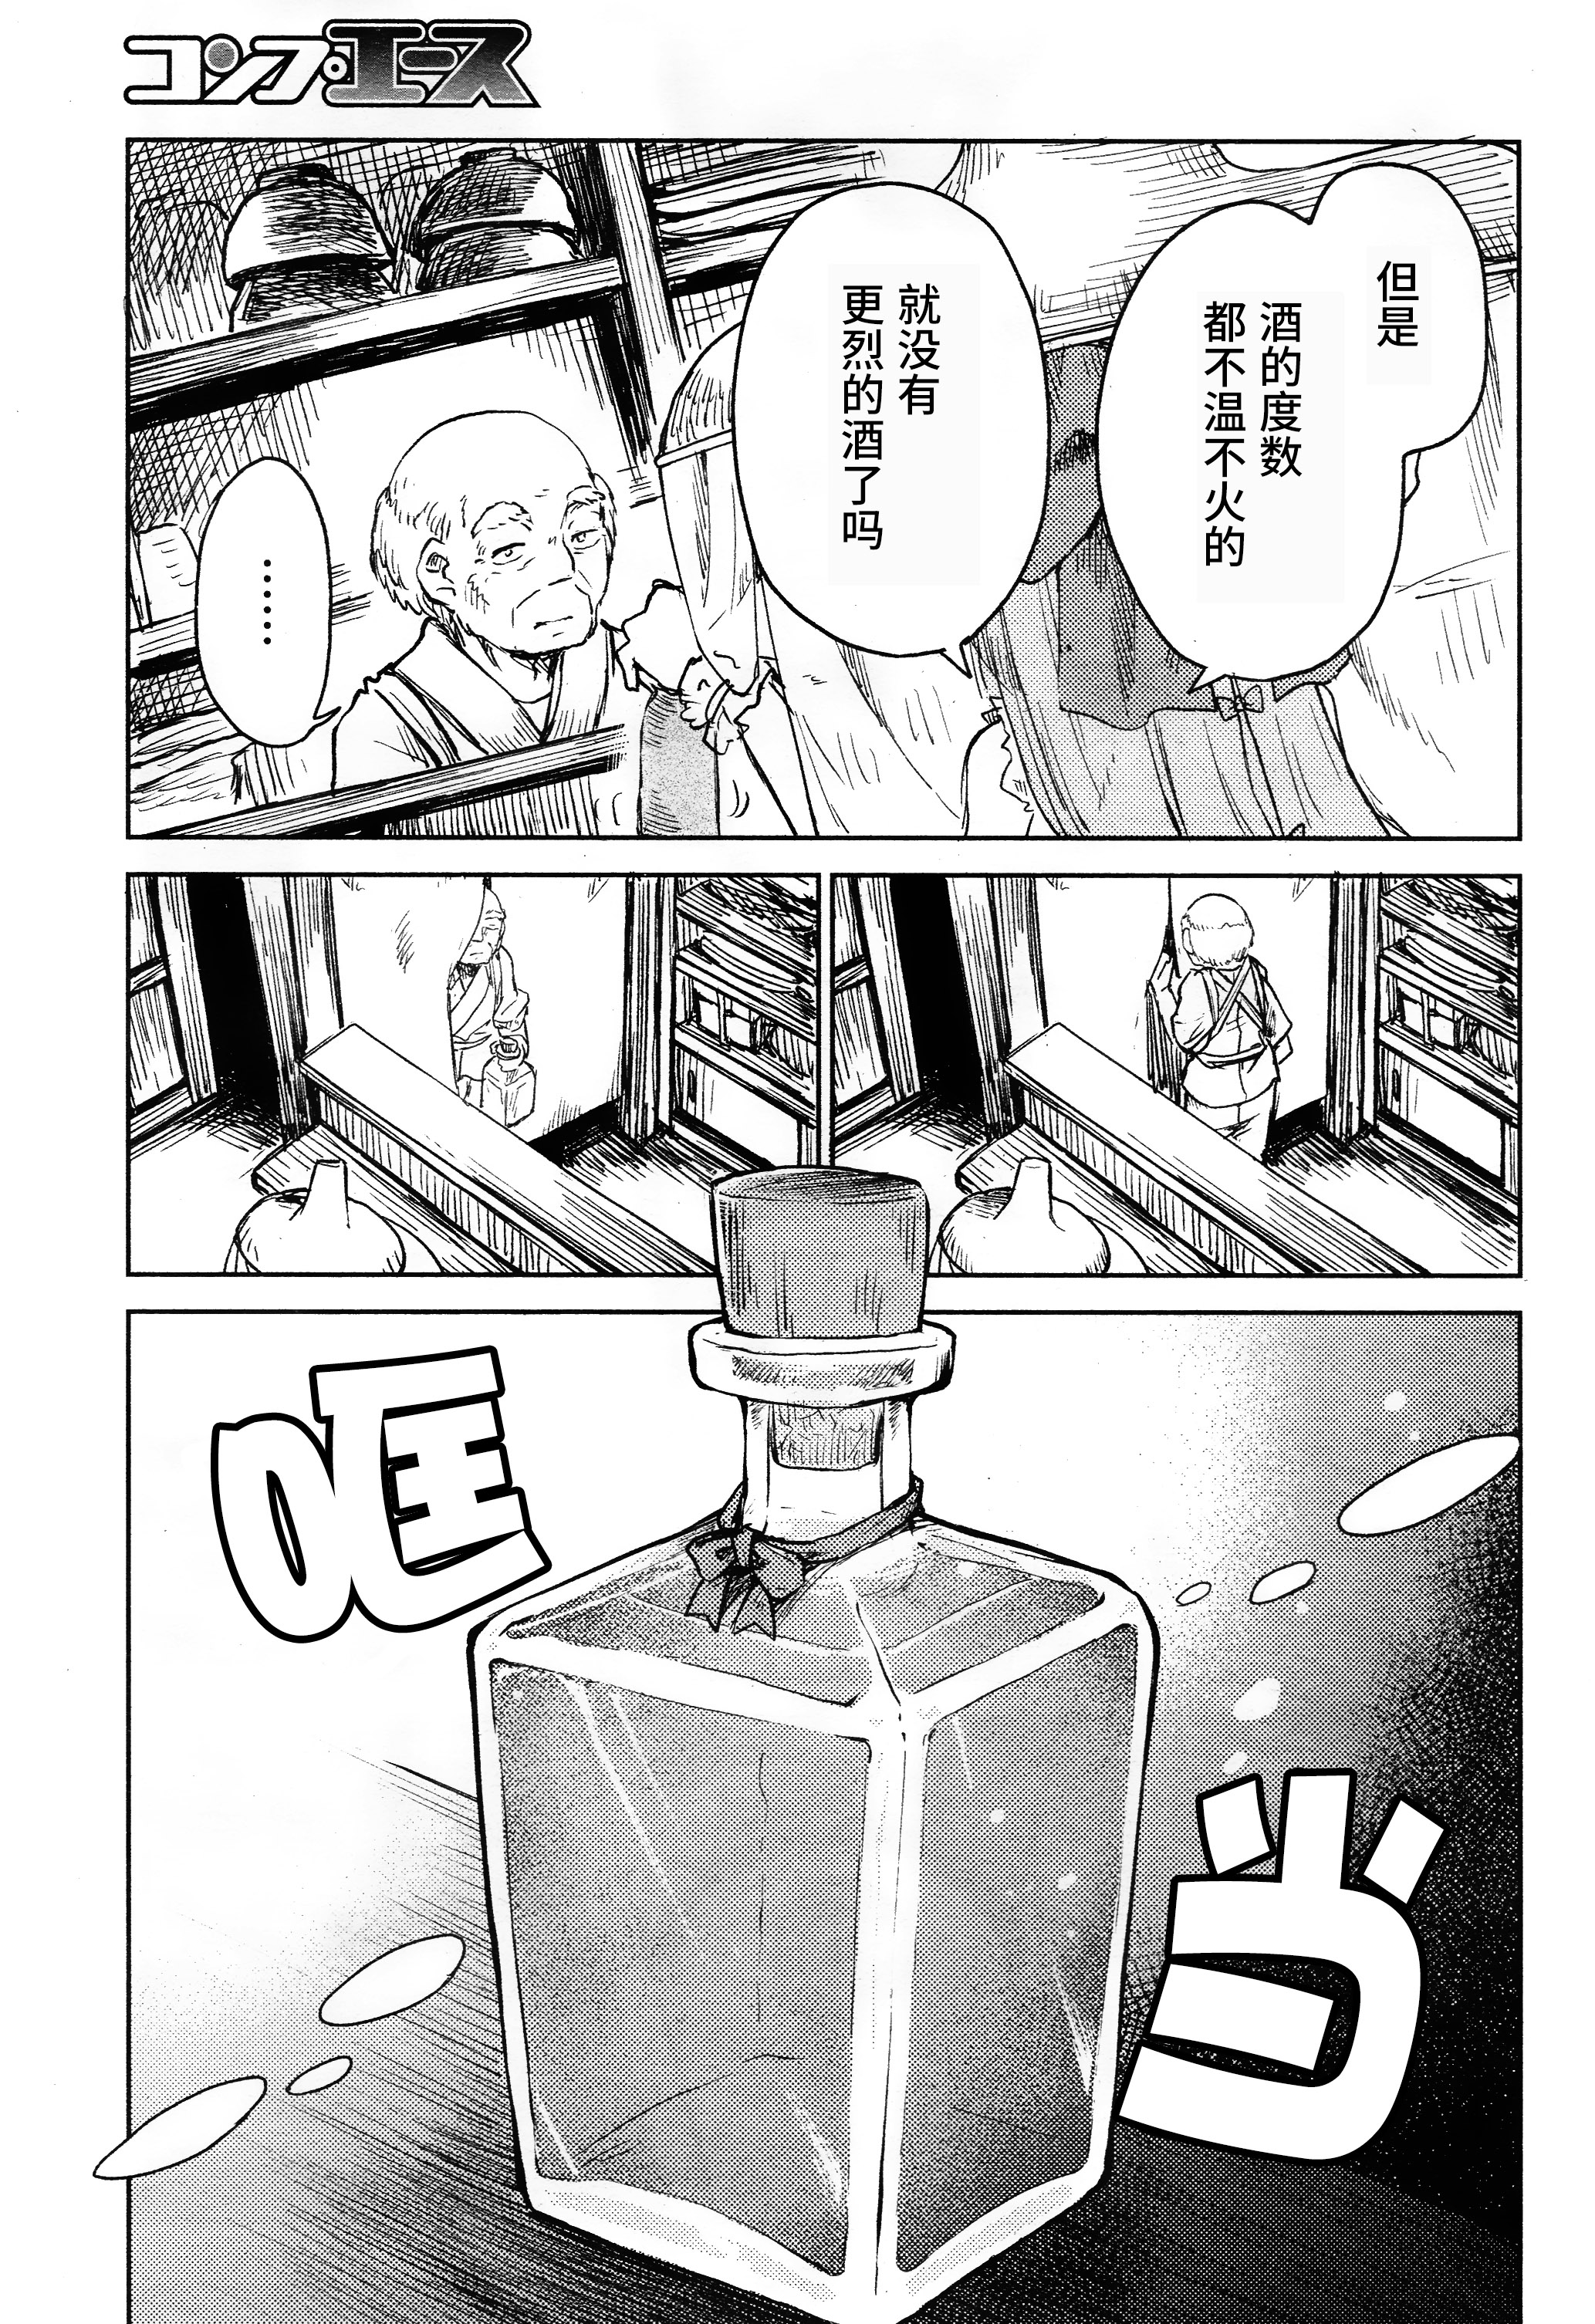 コンプ・エース
但是
酒的度数
都不温不火的
就没有
更烈的酒了吗
……
哐
当